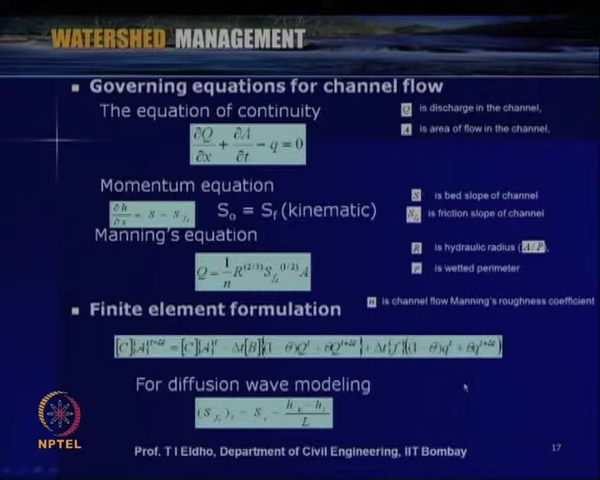 WATERSHED MANAGEMENT
Governing equations for channel flow
The equation of continuity
Q is discharge in the channel,
A is area of flow in the channel,
∂Q/∂x + ∂A/∂t − q = 0
Momentum equation
S is bed slope of channel
∂h/∂x = S − S_f
S_o = S_f (kinematic)
is friction slope of channel
Manning's equation
R is hydraulic radius (A/P),
Q = 1/n R^(2/3) S_f^(1/2) A
P is wetted perimeter
Finite element formulation
n is channel flow Manning's roughness coefficient
For diffusion wave modeling
NPTEL
Prof. T I Eldho, Department of Civil Engineering, IIT Bombay
17